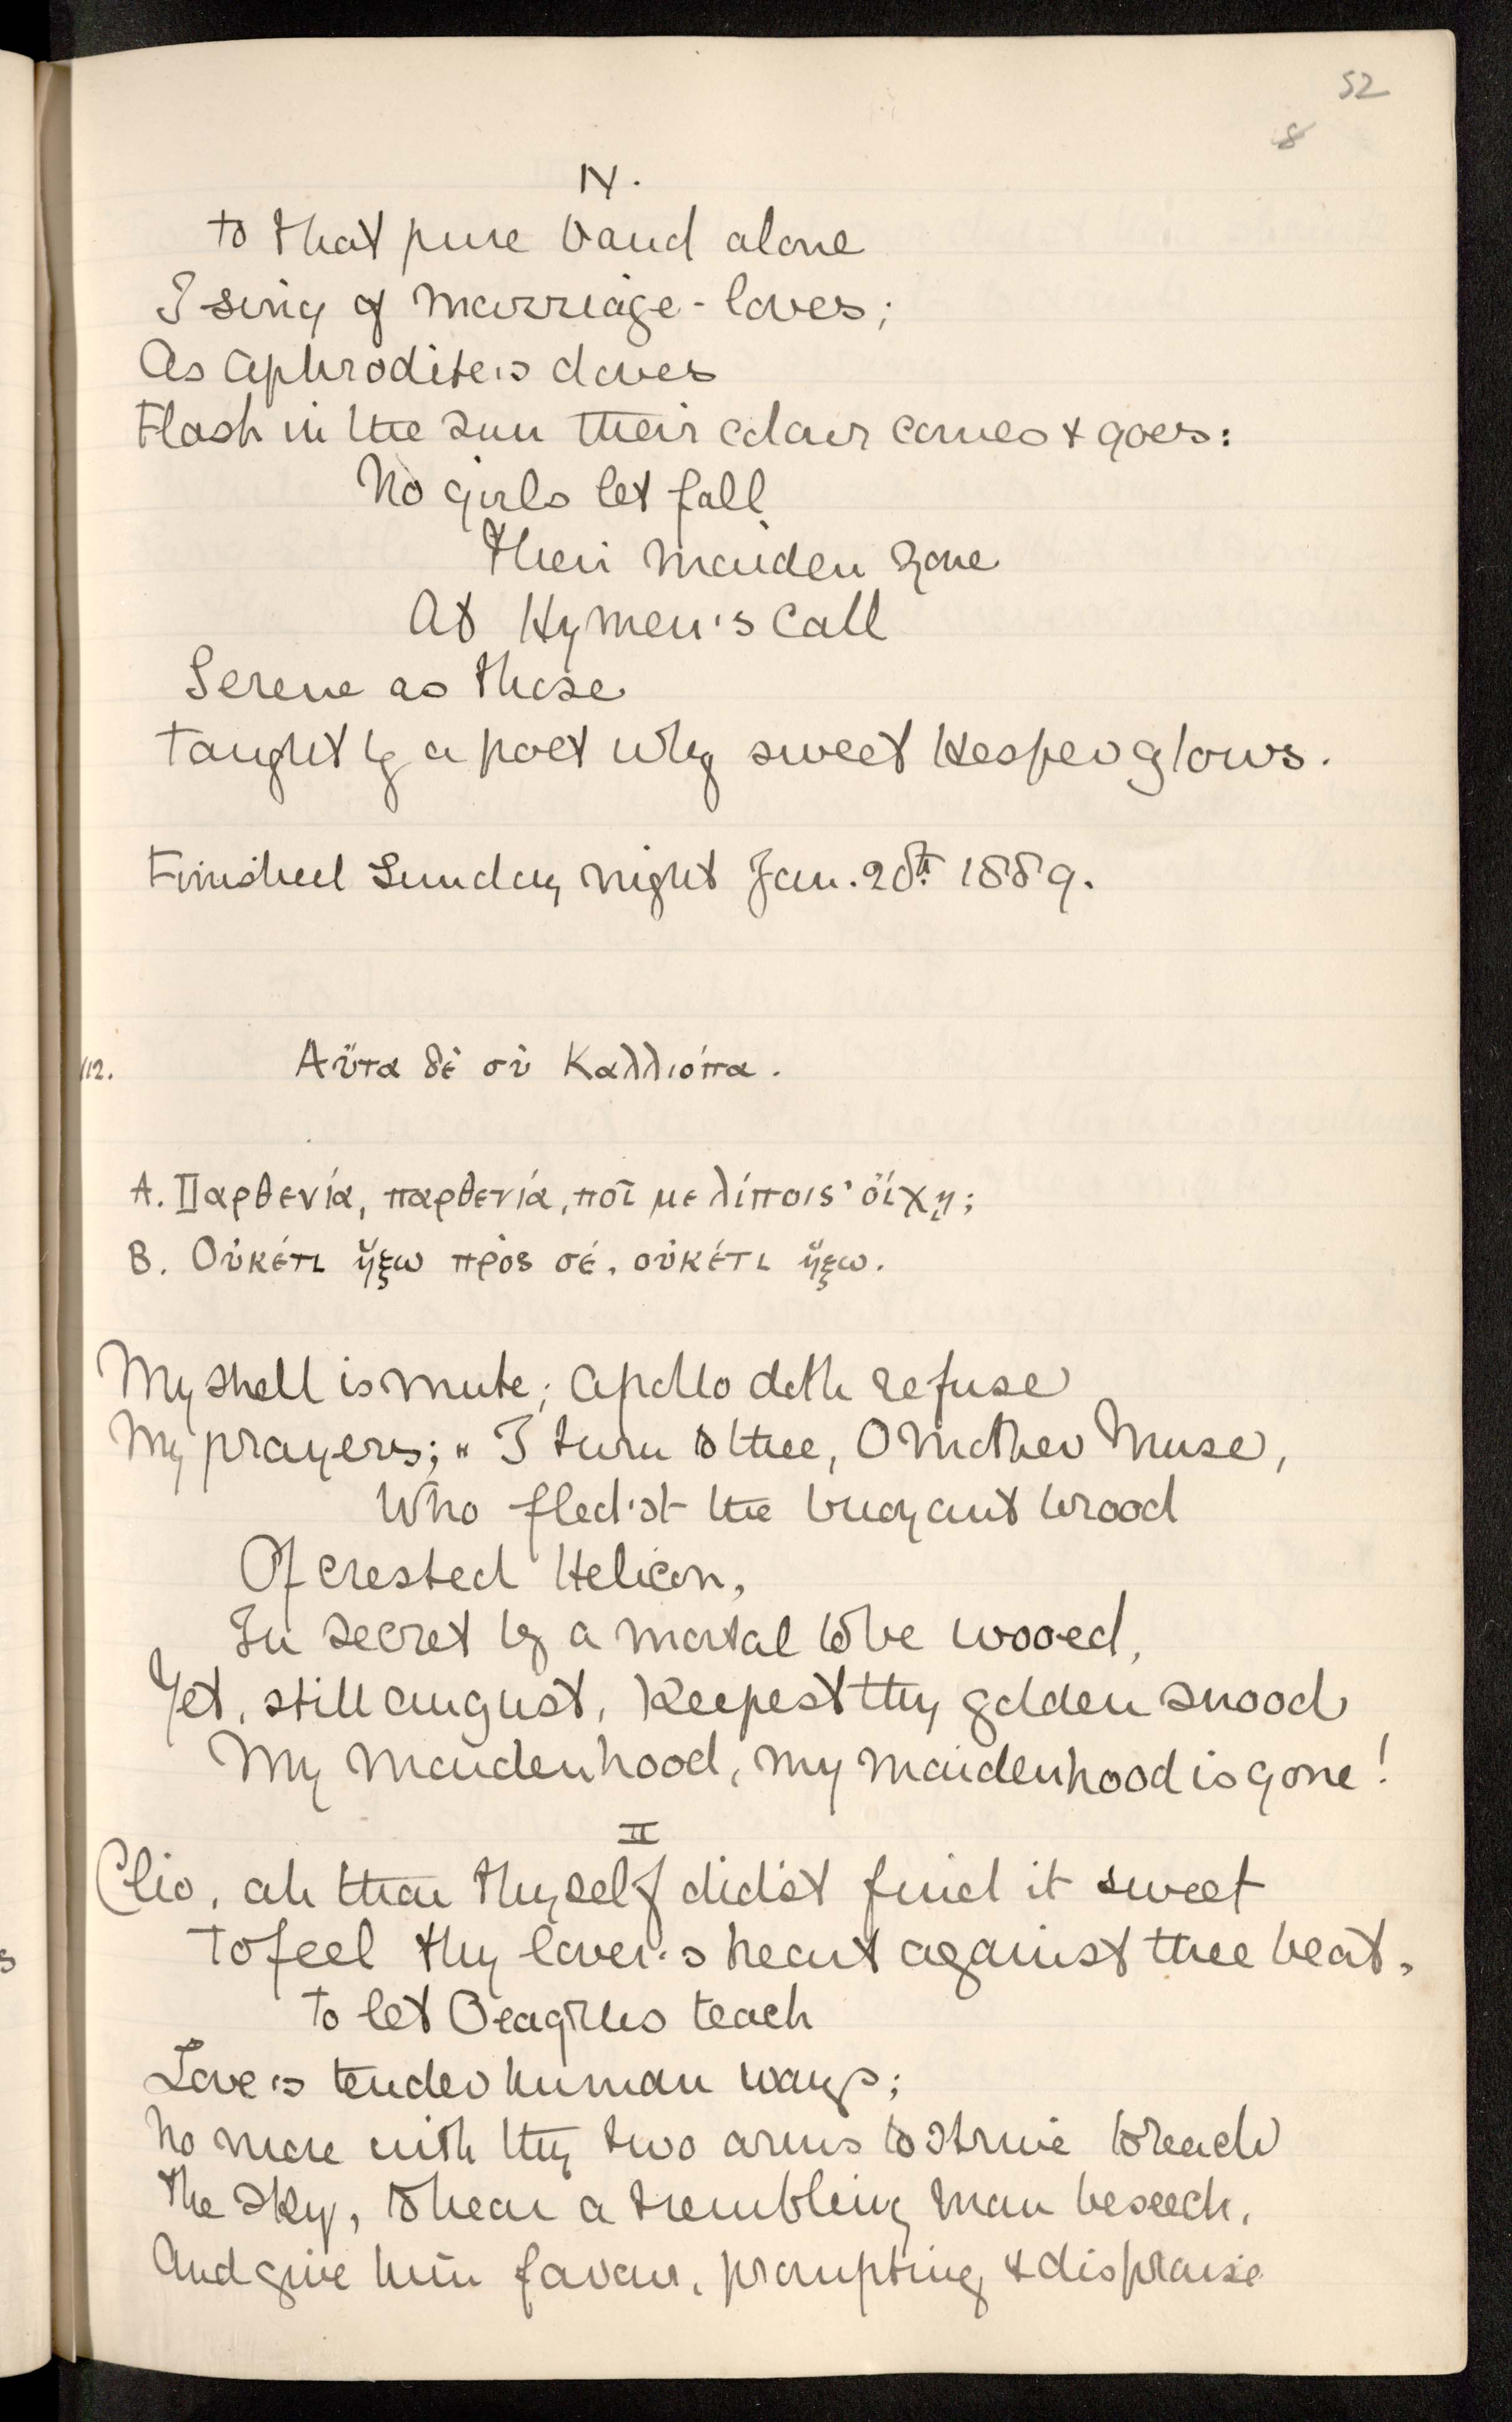 52
8
IV.
To that pure band alone
I sing of marriage-loves;
As Aphrodite's doves
Flash in the sun their colour comes & goes:
No girls let fall
Their maiden zone
At Hymen's call
Serene as those
Taught by a poet why sweet Hesper glows.
Finished Sunday night Jan. 20th 1889.
112. Αὔτα δὲ σὺ Καλλιόπα.
A. Παρθενία, παρθενία, ποῖ με λίποισ' οἴχῃ;
B. Οὐκέτι ἤξω πρὸς σέ, οὐκέτι ἤξω.
My shell is mute; Apollo doth refuse
My prayers; " I turn to thee, O Mother Muse,
Who fled'st the buoyant brood
Of crested Helicon,
In secret by a mortal to be wooed,
Yet, still august, keepest thy golden snood
My maidenhood, my maidenhood is gone!
II
Clio, ah thou thyself did'st find it sweet
To feel thy lover's heart against thee beat,
To let Oeagrus teach
Love's tender human ways;
No more with thy two arms to strive to reach
The sky, to hear a trembling man beseech,
And give him favour, prompting & dispraise
s